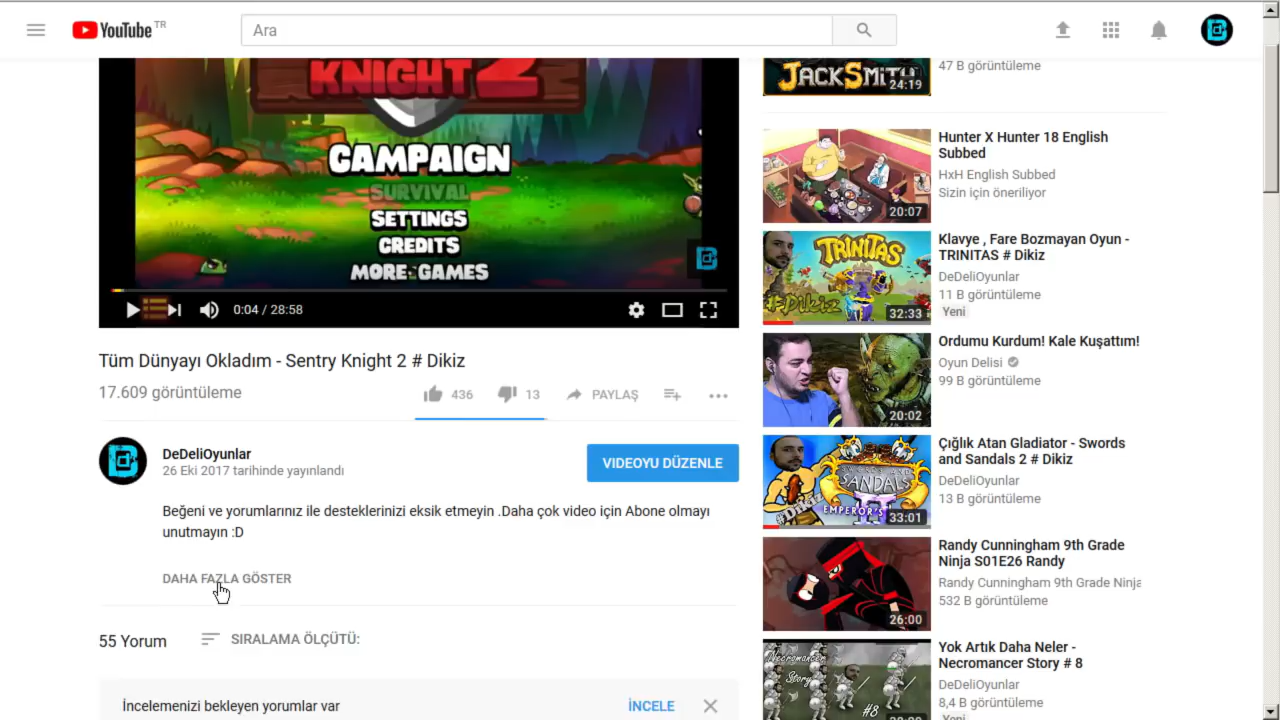 YouTube TR
Ara
KNIGHT 2
CAMPAIGN
SURVIVAL
SETTINGS
CREDITS
MORE GAMES
0:04 / 28:58
Tüm Dünyayı Okladım - Sentry Knight 2 # Dikiz
17.609 görüntüleme
436
13
PAYLAŞ
DeDeliOyunlar
26 Eki 2017 tarihinde yayınlandı
VIDEOYU DÜZENLE
Beğeni ve yorumlarınız ile desteklerinizi eksik etmeyin .Daha çok video için Abone olmayı
unutmayın :D
DAHA FAZLA GÖSTER
55 Yorum
SIRALAMA ÖLÇÜTÜ:
İncelemenizi bekleyen yorumlar var
İNCELE
JACKSMITH
24:19
47 B görüntüleme
20:07
Hunter X Hunter 18 English
Subbed
HxH English Subbed
Sizin için öneriliyor
TRINITAS
#Dikiz
32:33
Klavye , Fare Bozmayan Oyun -
TRINITAS # Dikiz
DeDeliOyunlar
11 B görüntüleme
Yeni
20:02
Ordumu Kurdum! Kale Kuşattım!
Oyun Delisi
99 B görüntüleme
SWORDS AND
SANDALS
EMPEROR'S
#Dikiz
33:01
Çığlık Atan Gladiator - Swords
and Sandals 2 # Dikiz
DeDeliOyunlar
13 B görüntüleme
26:00
Randy Cunningham 9th Grade
Ninja S01E26 Randy
Randy Cunningham 9th Grade Ninja
532 B görüntüleme
Necromancer
Story
#8
Yok Artık Daha Neler -
Necromancer Story # 8
DeDeliOyunlar
8,4 B görüntüleme
Yeni